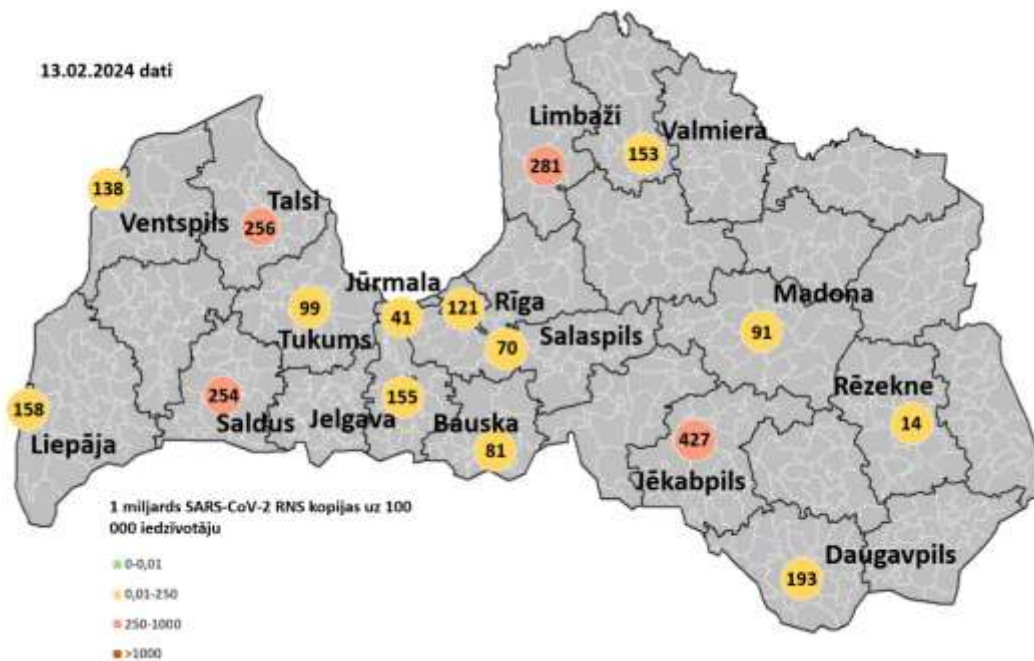 13.02.2024 dati
Limbaži
Valmiera
281
153
138
Talsi
Ventspils
256
Jūrmala
Rīga
Madona
99
41
121
Tukums
70
Salaspils
91
Rēzekne
254
155
158
Saldus
Jelgava
Bauska
14
Liepāja
427
81
Jēkabpils
1 miljards SARS-CoV-2 RNS kopijas uz 100
000 iedzīvotāju
Daugavpils
193
0-0,01
0,01-250
250-1000
>1000